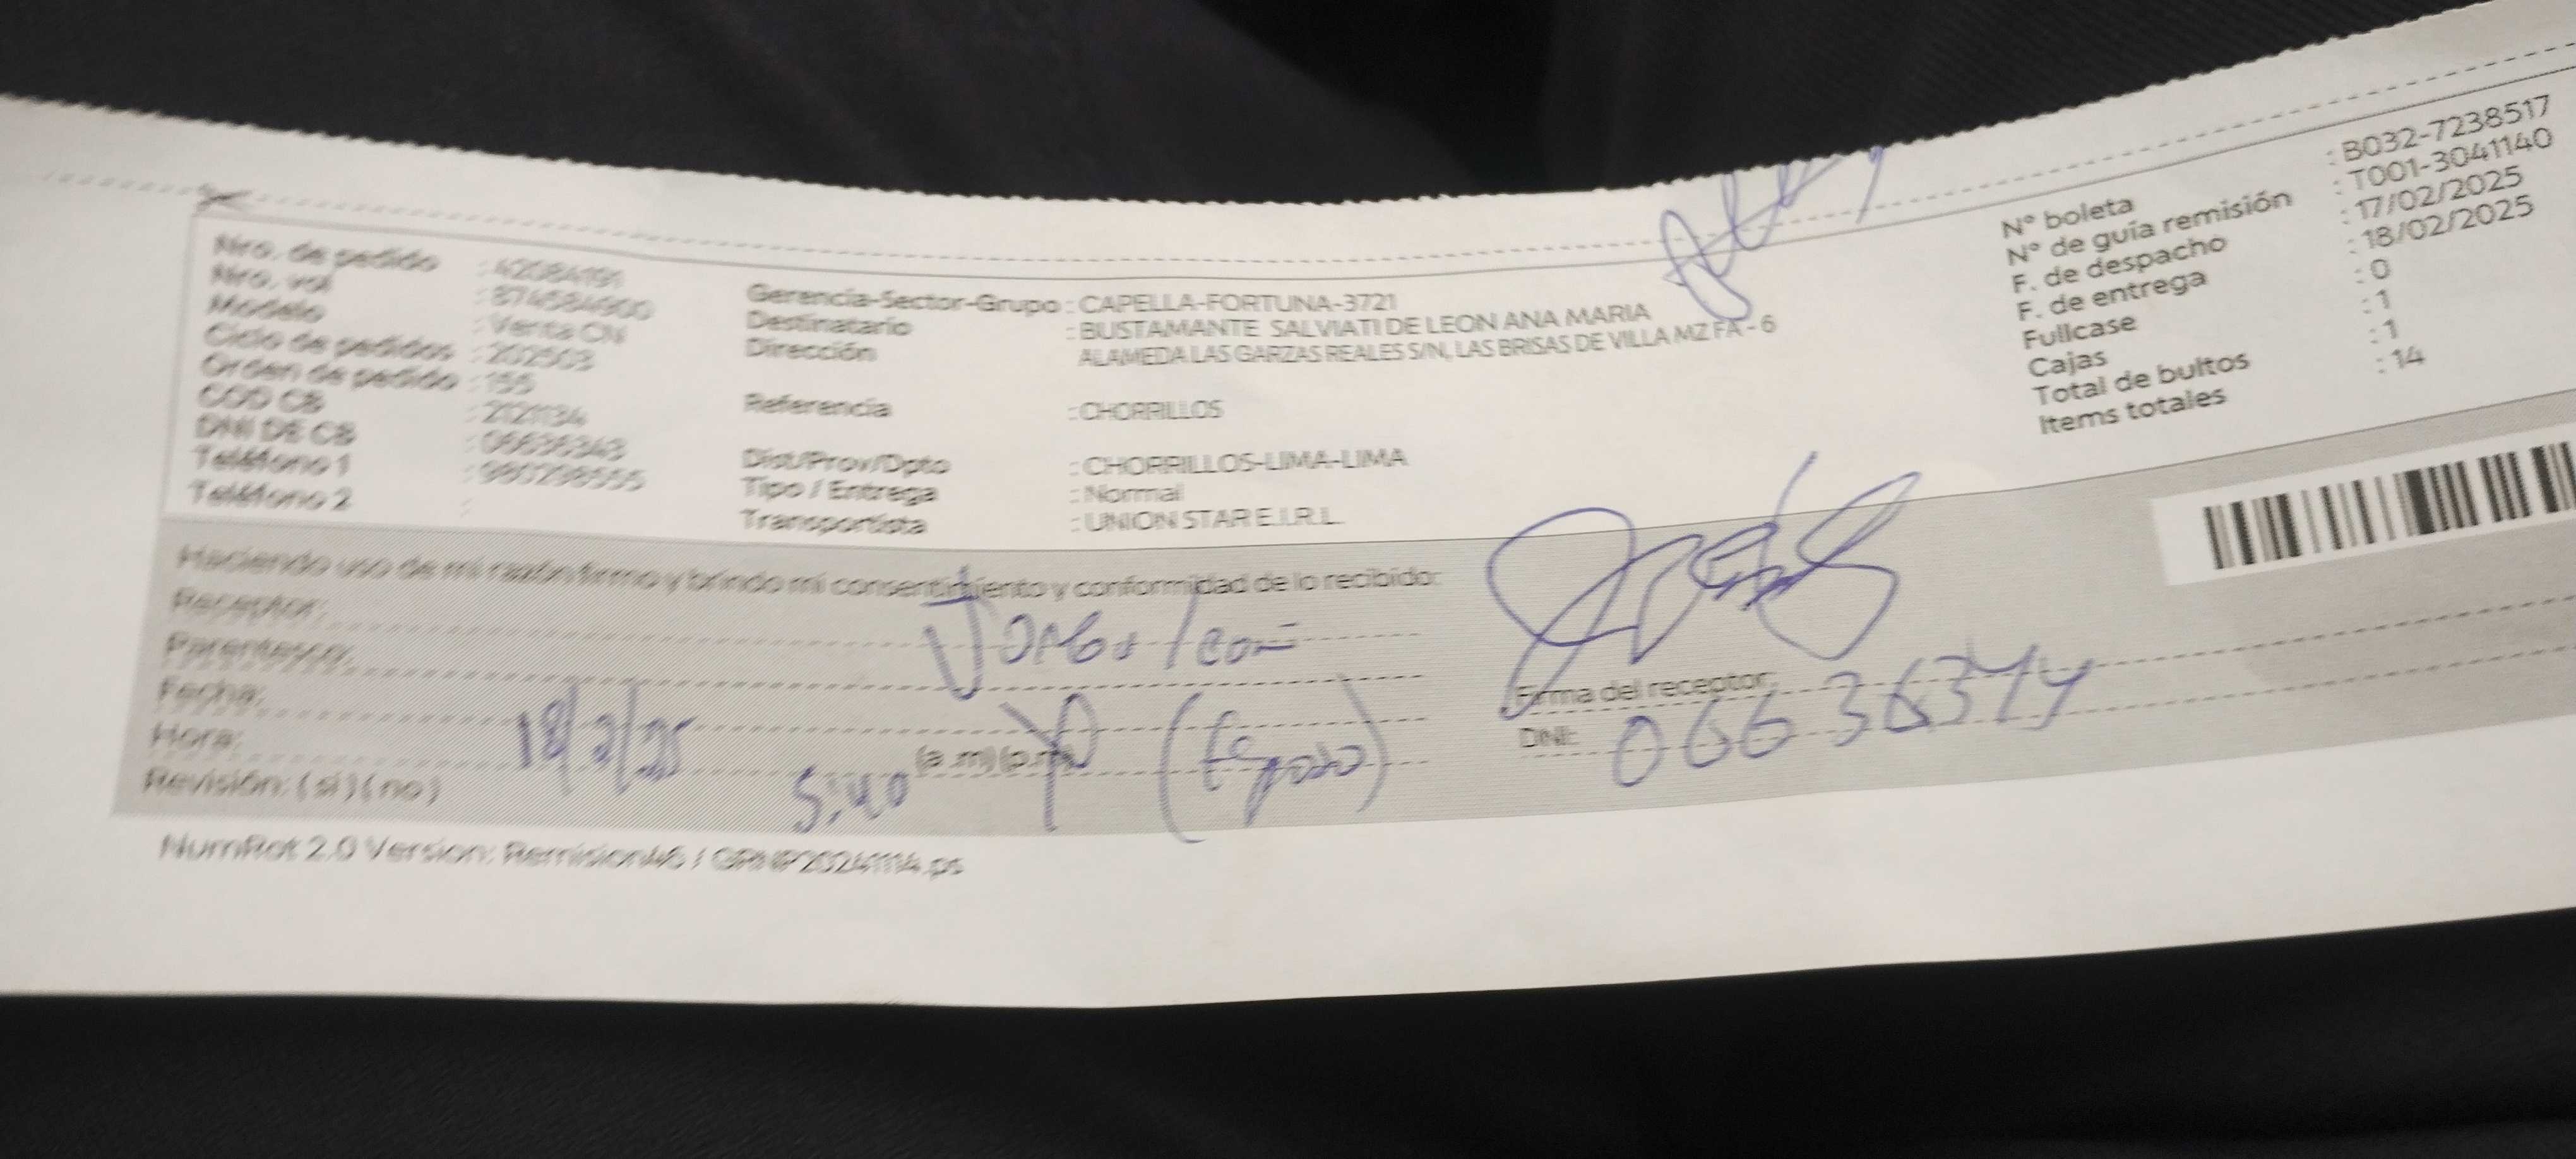 Nro. de pedido : 42084191
Nro. vol : 874584900
Modelo : Venta CN
Ciclo de pedidos : 202503
Orden de pedido : 155
COD CB : 2121134
DNI DE CB
Teléfono 1
Teléfono 2 :
Gerencia-Sector-Grupo : CAPELLA-FORTUNA-3721
Destinatario : BUSTAMANTE SALVIATI DE LEON ANA MARIA
Dirección ALAMEDA LAS GARZAS REALES S/N, LAS BRISAS DE VILLA MZ FA - 6
Referencia : CHORRILLOS
Dist/Prov/Dpto : CHORRILLOS-LIMA-LIMA
Tipo / Entrega : Normal
Transportista : UNION STAR E.I.R.L.
N° boleta : B032-7238517
N° de guía remisión : T001-3041140
F. de despacho : 17/02/2025
F. de entrega : 18/02/2025
Fullcase : 0
Cajas : 1
Total de bultos : 1
Items totales : 14
Haciendo uso de mi razón firmo y brindo mi consentimiento y conformidad de lo recibido:
Receptor: leon
Parentesco:
Fecha: 18/2/25
Hora: 5:40 (a .m) (p.m)
Revisión: ( si ) ( no )
(Esposo)
Firma del receptor:
DNI: 06636344
NumRot 2.0 Version: